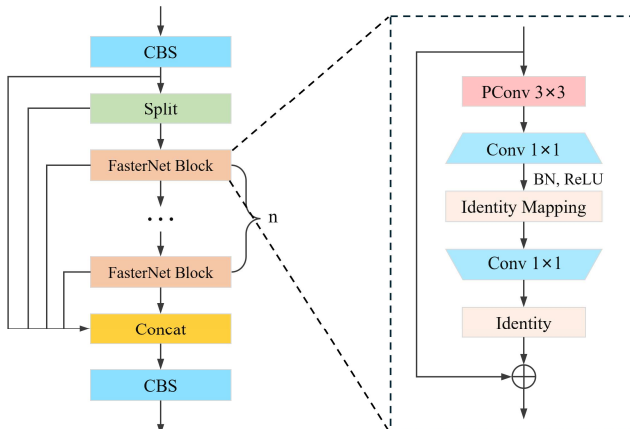 CBS
Split
FasterNet Block
n
FasterNet Block
Concat
CBS
PConv 3×3
Conv 1×1
BN, ReLU
Identity Mapping
Conv 1×1
Identity